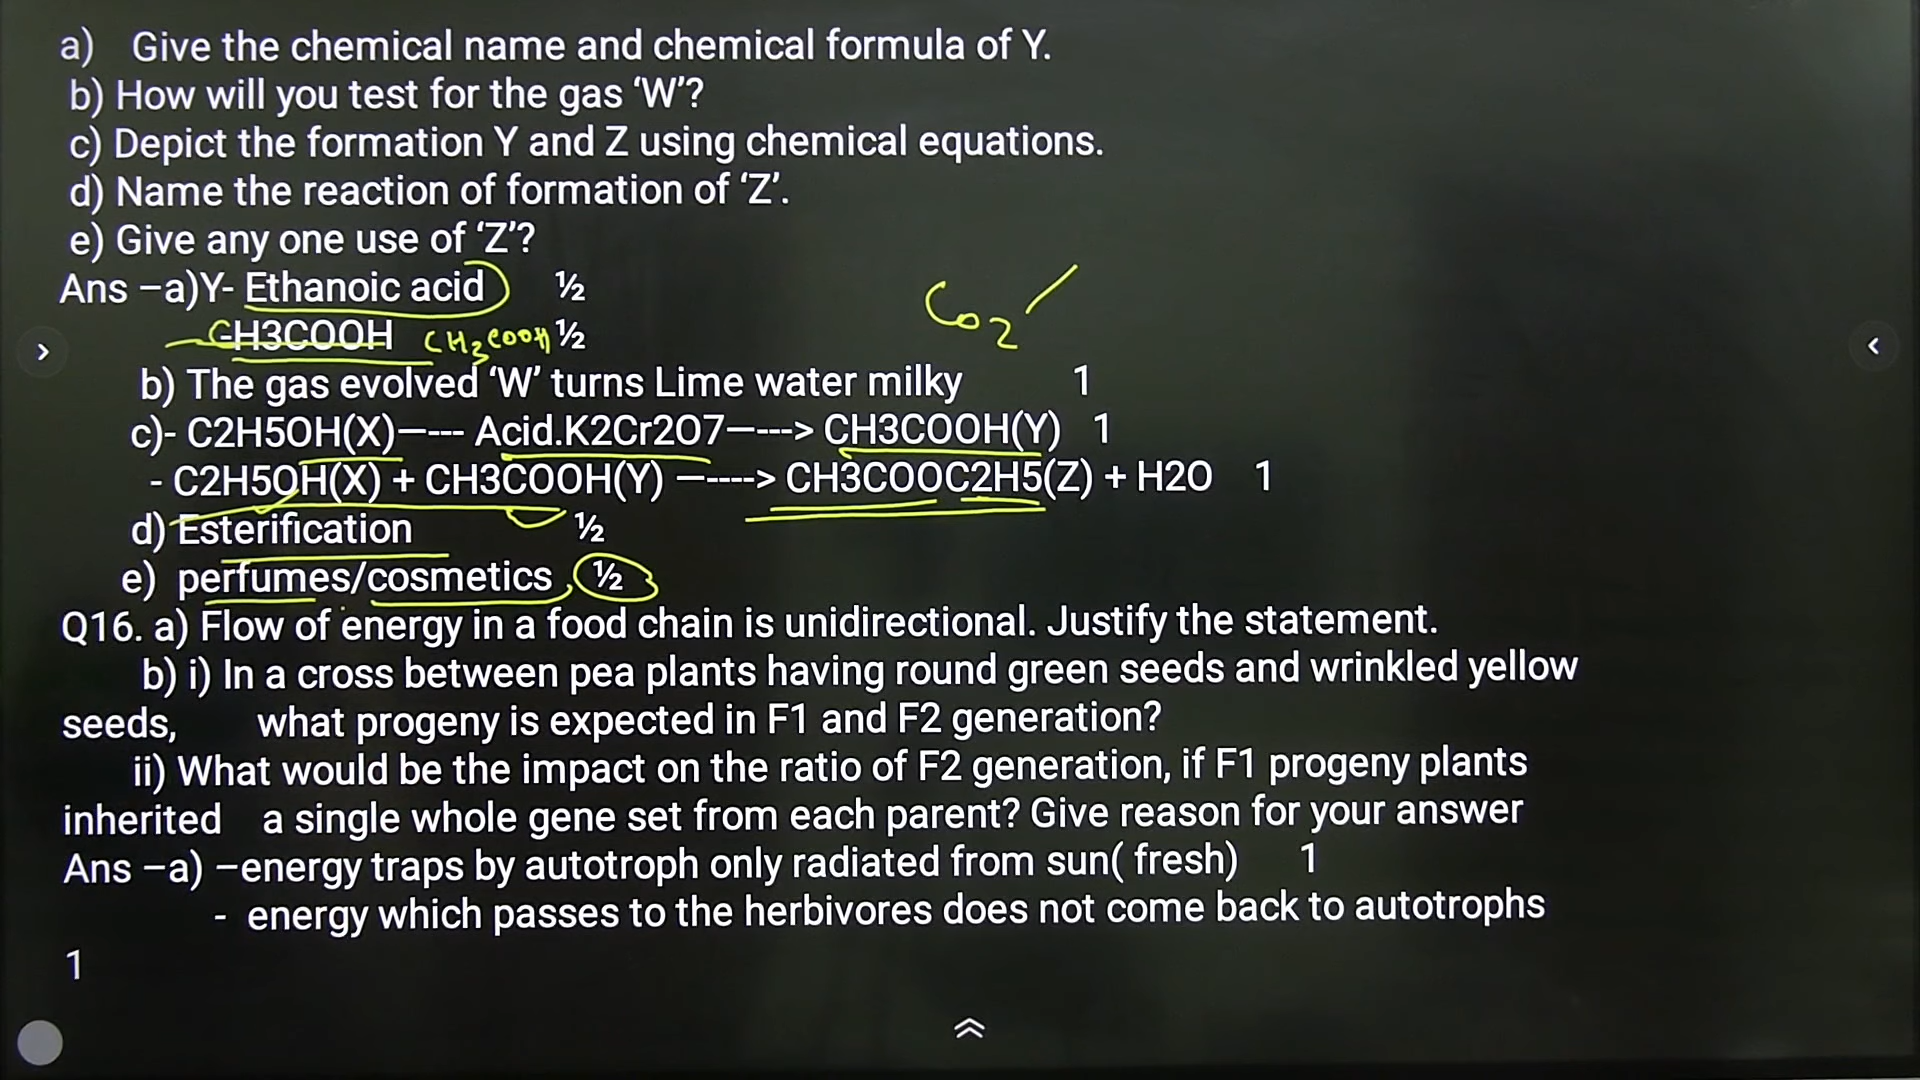 a) Give the chemical name and chemical formula of Y.
b) How will you test for the gas ‘W’?
c) Depict the formation Y and Z using chemical equations.
d) Name the reaction of formation of ‘Z’.
e) Give any one use of ‘Z’?
Ans –a)Y- Ethanoic acid ½
Co2
-CH3COOH CH3COOH ½
b) The gas evolved ‘W’ turns Lime water milky 1
c)- C2H5OH(X)—--- Acid.K2Cr2O7—---> CH3COOH(Y) 1
- C2H5OH(X) + CH3COOH(Y) —----> CH3COOC2H5(Z) + H2O 1
d) Esterification ½
e) perfumes/cosmetics ½
Q16. a) Flow of energy in a food chain is unidirectional. Justify the statement.
b) i) In a cross between pea plants having round green seeds and wrinkled yellow
seeds, what progeny is expected in F1 and F2 generation?
ii) What would be the impact on the ratio of F2 generation, if F1 progeny plants
inherited a single whole gene set from each parent? Give reason for your answer
Ans –a) –energy traps by autotroph only radiated from sun( fresh) 1
- energy which passes to the herbivores does not come back to autotrophs
1